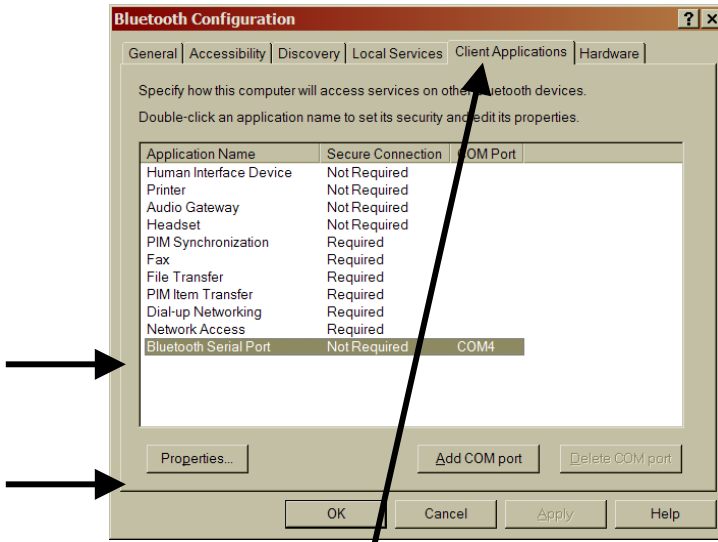 Bluetooth Configuration ? ×
General Accessibility Discovery Local Services Client Applications Hardware
Specify how this computer will access services on other Bluetooth devices.
Double-click an application name to set its security and edit its properties.
Application Name Secure Connection COM Port
Human Interface Device Not Required
Printer Not Required
Audio Gateway Not Required
Headset Not Required
PIM Synchronization Required
Fax Required
File Transfer Required
PIM Item Transfer Required
Dial-up Networking Required
Network Access Required
Bluetooth Serial Port Not Required COM4
Properties... Add COM port Delete COM port
OK Cancel Apply Help